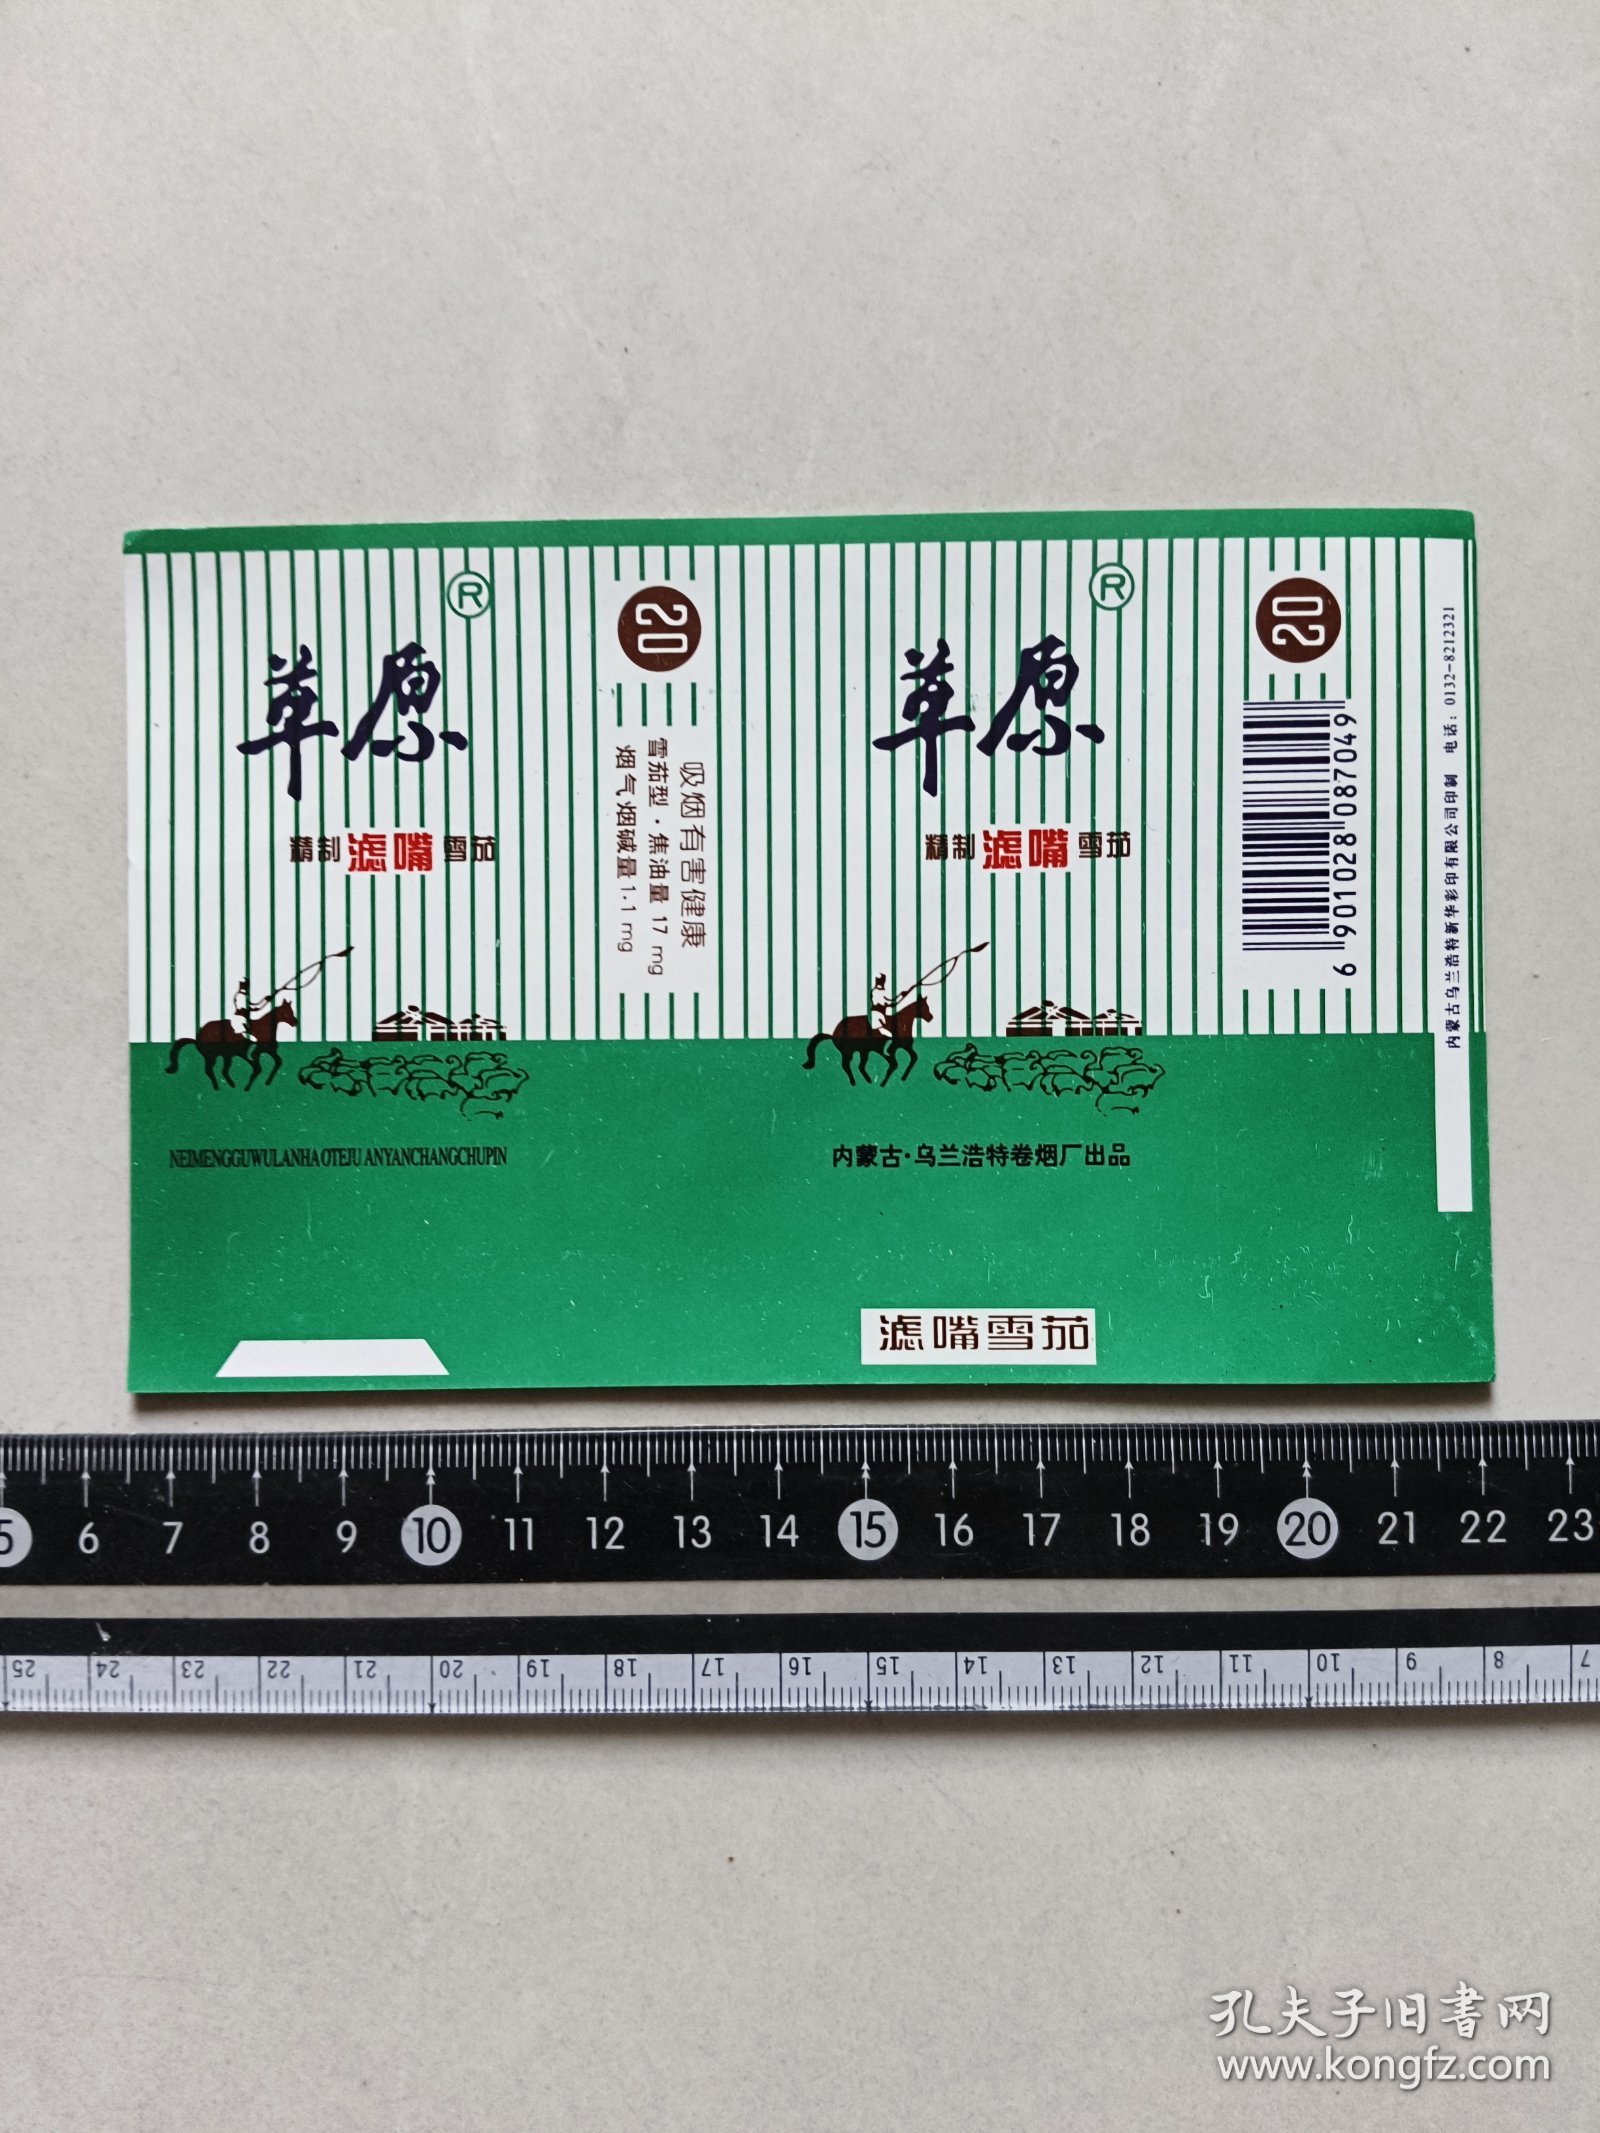 草原
®
精制 滤嘴 雪茄
NEIMENGGUWULANHAOTEJUANYANCHANGCHUPIN
20
吸烟有害健康
雪茄型·焦油量 17 mg
烟气烟碱量1.1 mg
草原
®
精制 滤嘴 雪茄
内蒙古·乌兰浩特卷烟厂出品
滤嘴雪茄
20
6 901028 087049
内蒙古乌兰浩特新华彩印有限公司印制 电话：0132-8212321
5 6 7 8 9 10 11 12 13 14 15 16 17 18 19 20 21 22 23
25 24 23 22 21 20 19 18 17 16 15 14 13 12 11 10 9 8 7
孔夫子旧书网
www.kongfz.com